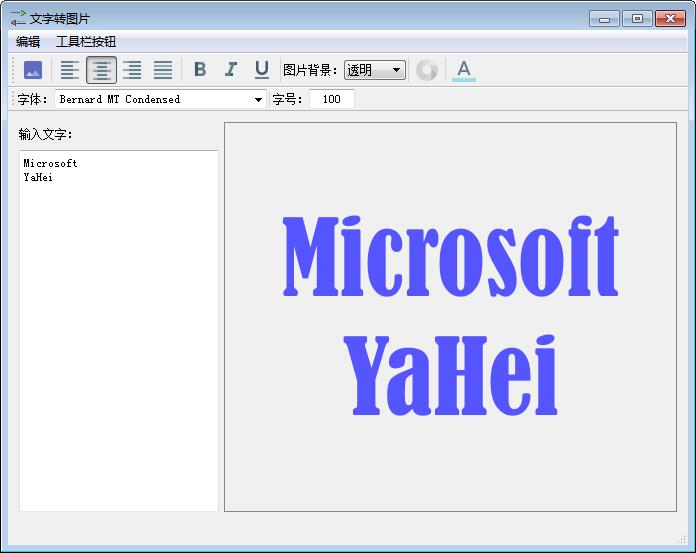 文字转图片
编辑 工具栏按钮
B I U 图片背景: 透明 A
字体: Bernard MT Condensed 字号: 100
输入文字:
Microsoft
YaHei
Microsoft
YaHei